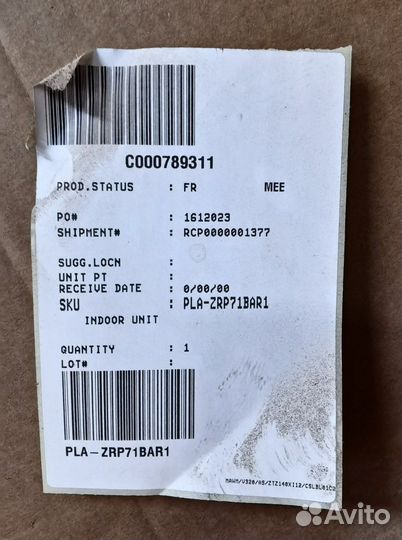 C000789311
PROD.STATUS : FR MEE
PO# : 1612023
SHIPMENT# : RCP0000001377
SUGG.LOCN :
UNIT PT :
RECEIVE DATE : 0/00/00
SKU : PLA-ZRP71BAR1
INDOOR UNIT
QUANTITY : 1
LOT# :
PLA-ZRP71BAR1
Avito